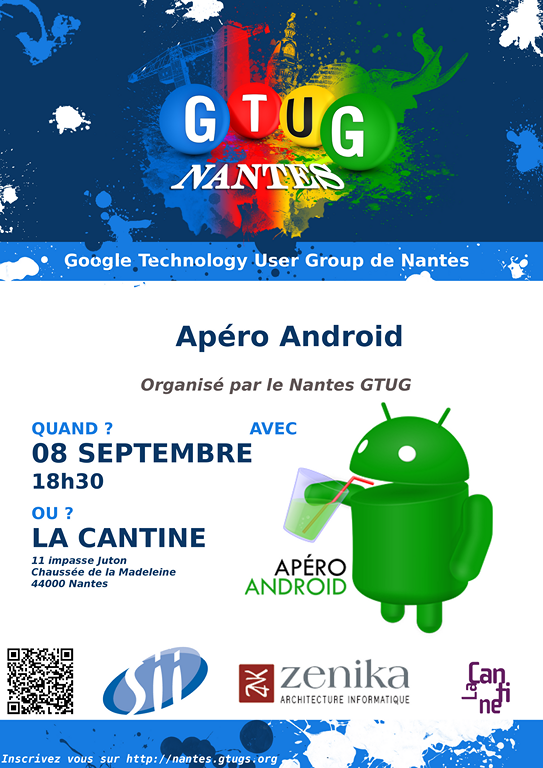 GTUG
NANTES
Google Technology User Group de Nantes
Apéro Android
Organisé par le Nantes GTUG
QUAND ?
AVEC
08 SEPTEMBRE
18h30
OU ?
LA CANTINE
11 impasse Juton
Chaussée de la Madeleine
44000 Nantes
APÉRO
ANDROID
Sii
zenika
ARCHITECTURE INFORMATIQUE
La Can
ti
ne
Inscrivez vous sur http://nantes.gtugs.org